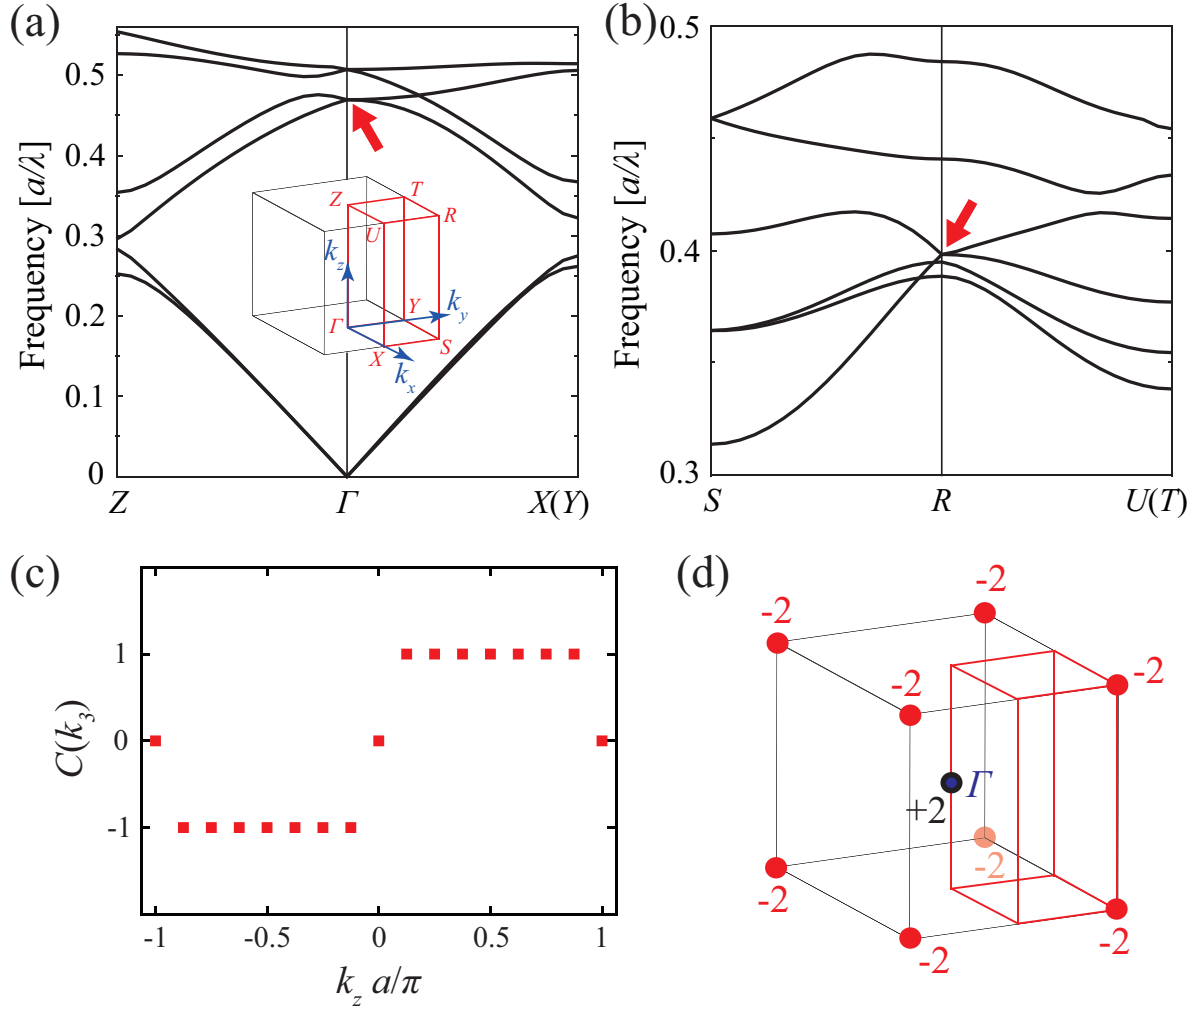 (a)
Frequency [a/λ]
0.5
0.4
0.3
0.2
0.1
0
Z
Γ
X(Y)
Z
T
U
R
k_z
Γ
Y
k_y
X
S
k_x
(b)
Frequency [a/λ]
0.5
0.4
0.3
S
R
U(T)
(c)
C(k_3)
1
0
-1
-1
-0.5
0
0.5
1
k_z a/π
(d)
-2
-2
-2
-2
Γ
+2
-2
-2
-2
-2